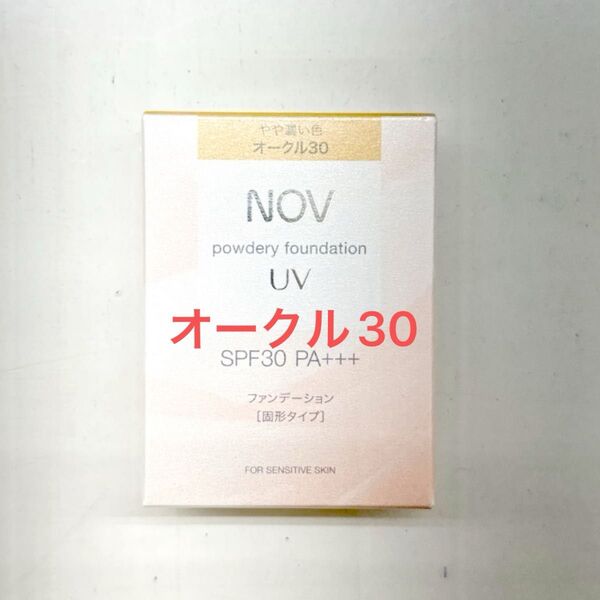 やや濃い色
オークル30
NOV
powdery foundation
UV
オークル30
SPF30 PA+++
ファンデーション
[固形タイプ]
FOR SENSITIVE SKIN